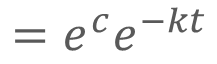 = e^c e^{-kt}